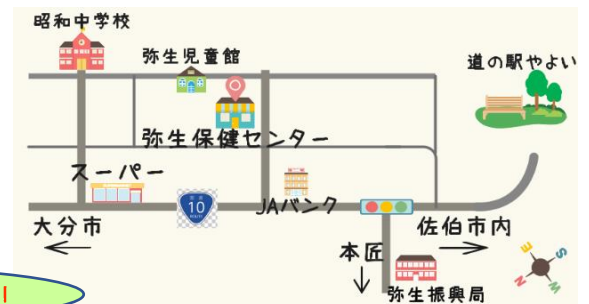 昭和中学校
弥生児童館
道の駅やよい
弥生保健センター
スーパー
10
JAバンク
大分市
佐伯市内
本匠
弥生振興局
E
S
N
W